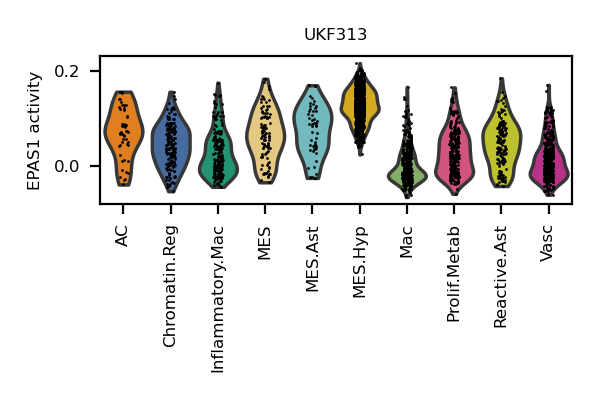 UKF313
EPAS1 activity
0.2
0.0
AC
Chromatin.Reg
Inflammatory.Mac
MES
MES.Ast
MES.Hyp
Mac
Prolif.Metab
Reactive.Ast
Vasc